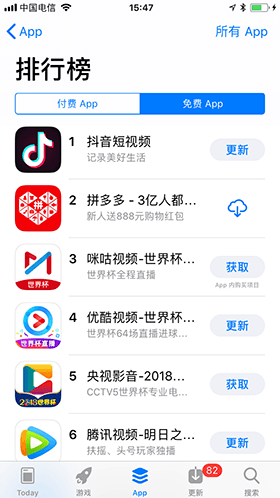 中国电信
15:47
App
所有 App
排行榜
付费 App
免费 App
1
抖音短视频
记录美好生活
更新
2
拼多多 - 3亿人都...
新人送888元购物红包
3
咪咕视频-世界杯...
世界杯全程直播
获取
App 内购买项目
世界杯
4
优酷视频-世界杯...
世界杯64场直播进球...
更新
世界杯
5
央视影音-2018...
CCTV5世界杯专业电...
获取
2018世界杯
6
腾讯视频-明日之...
扶摇、头号玩家独播
更新
Today
游戏
App
更新
82
搜索